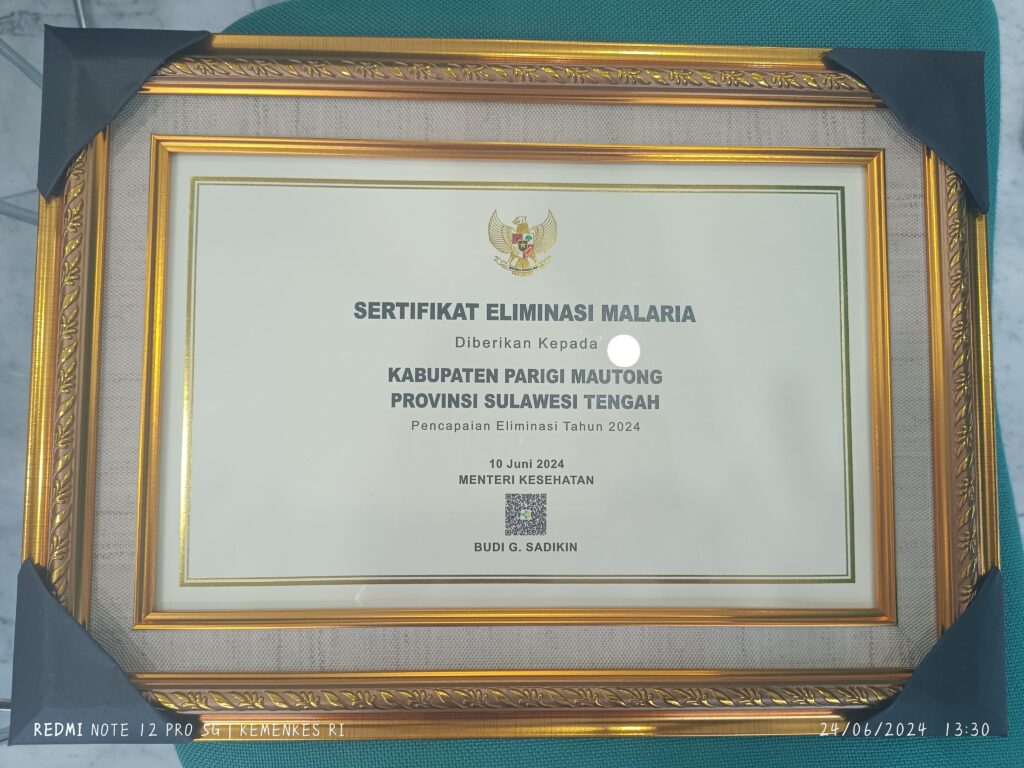 SERTIFIKAT ELIMINASI MALARIA
Diberikan Kepada
KABUPATEN PARIGI MAUTONG
PROVINSI SULAWESI TENGAH
Pencapaian Eliminasi Tahun 2024
10 Juni 2024
MENTERI KESEHATAN
BUDI G. SADIKIN
REDMI NOTE 12 PRO 5G | KEMENKES RI
24/06/2024 13:30